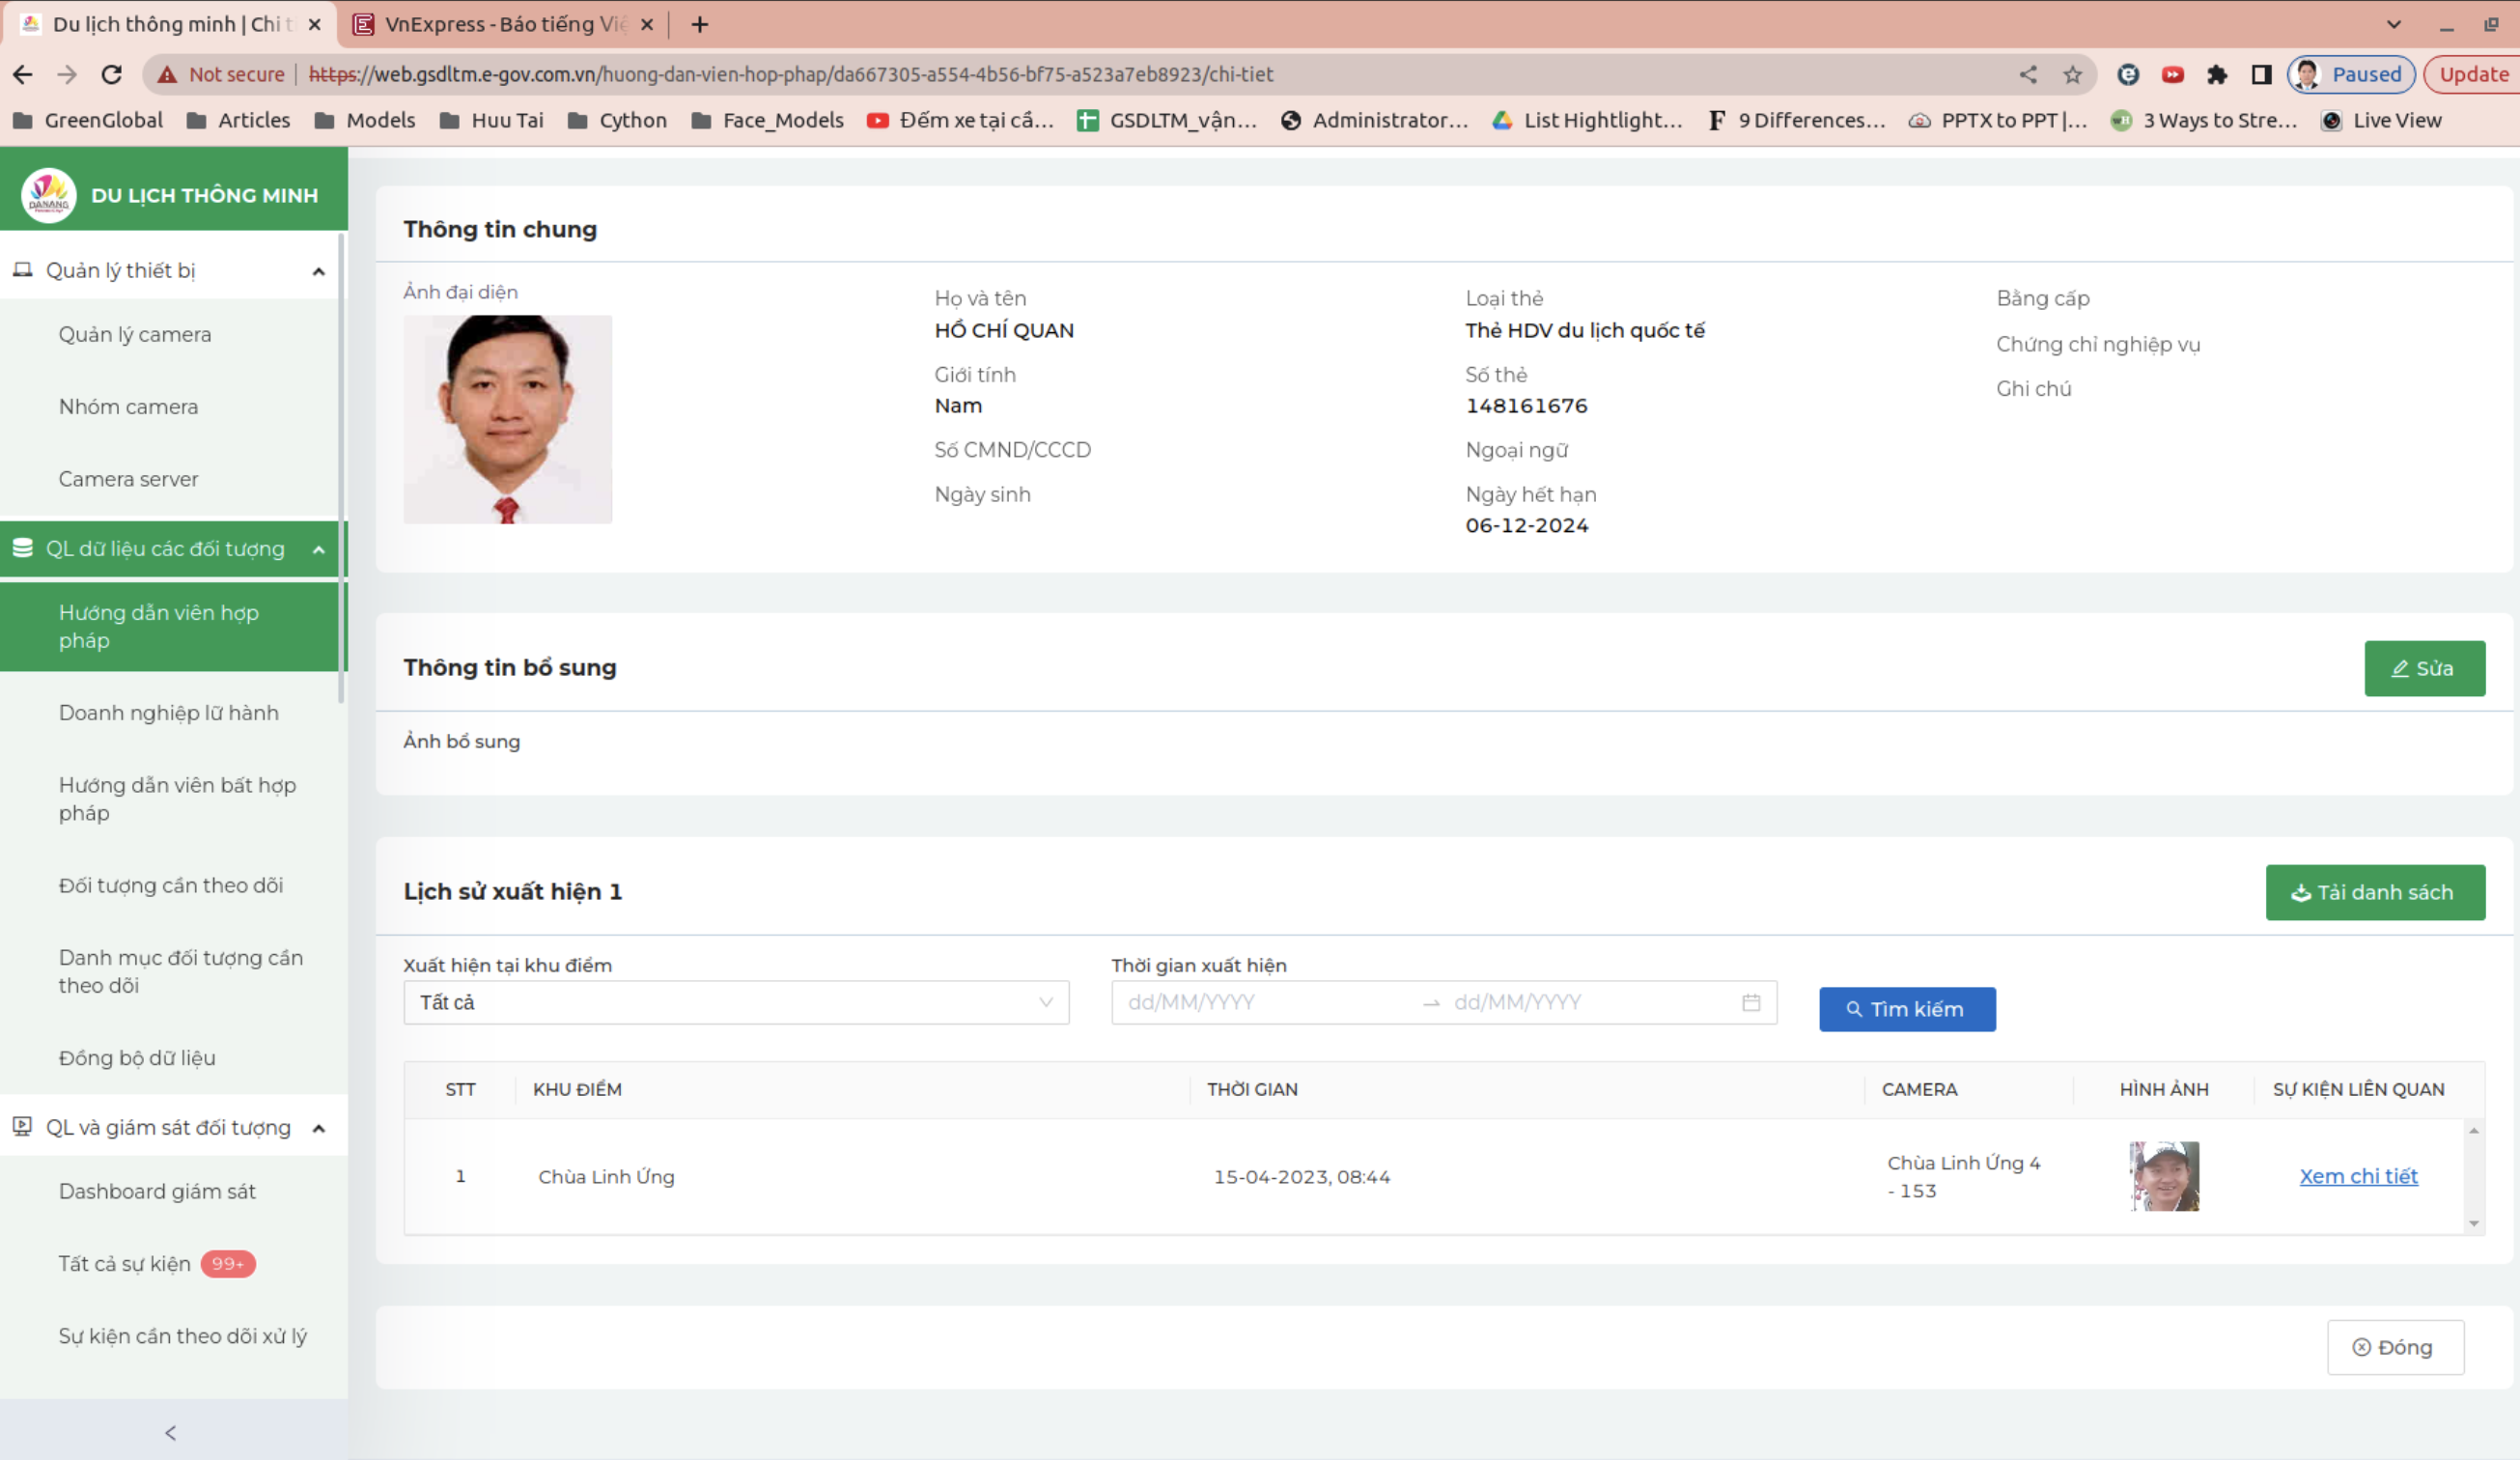 Du lịch thông minh | Chi t
VnExpress - Báo tiếng Việ
Not secure | https://web.gsdltm.e-gov.com.vn/huong-dan-vien-hop-phap/da667305-a554-4b56-bf75-a523a7eb8923/chi-tiet
Paused
Update
GreenGlobal Articles Models Huu Tai Cython Face_Models Đếm xe tại cầ... GSDLTM_vận... Administrator... List Hightlight... 9 Differences... PPTX to PPT |... 3 Ways to Stre... Live View
DANANG
DU LỊCH THÔNG MINH
Quản lý thiết bị
Quản lý camera
Nhóm camera
Camera server
QL dữ liệu các đối tượng
Hướng dẫn viên hợp
pháp
Doanh nghiệp lữ hành
Hướng dẫn viên bất hợp
pháp
Đối tượng cần theo dõi
Danh mục đối tượng cần
theo dõi
Đồng bộ dữ liệu
QL và giám sát đối tượng
Dashboard giám sát
Tất cả sự kiện 99+
Sự kiện cần theo dõi xử lý
Thông tin chung
Ảnh đại diện
Họ và tên
HỒ CHÍ QUAN
Giới tính
Nam
Số CMND/CCCD
Ngày sinh
Loại thẻ
Thẻ HDV du lịch quốc tế
Số thẻ
148161676
Ngoại ngữ
Ngày hết hạn
06-12-2024
Bằng cấp
Chứng chỉ nghiệp vụ
Ghi chú
Thông tin bổ sung
Sửa
Ảnh bổ sung
Lịch sử xuất hiện 1
Tải danh sách
Xuất hiện tại khu điểm
Tất cả
Thời gian xuất hiện
dd/MM/YYYY → dd/MM/YYYY
Tìm kiếm
STT KHU ĐIỂM THỜI GIAN CAMERA HÌNH ẢNH SỰ KIỆN LIÊN QUAN
1 Chùa Linh Ứng 15-04-2023, 08:44
Chùa Linh Ứng 4
- 153
Xem chi tiết
Đóng